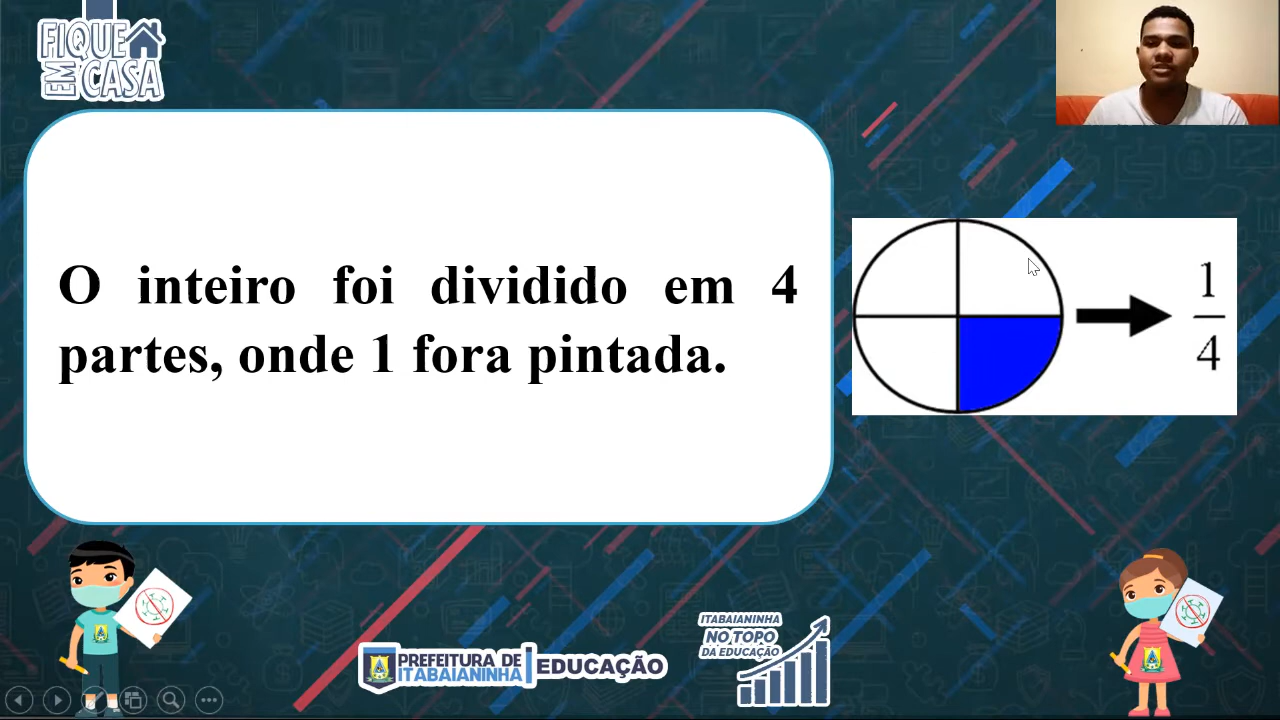 FIQUE
EM CASA
O inteiro foi dividido em 4
partes, onde 1 fora pintada.
1
4
PREFEITURA DE
ITABAIANINHA
EDUCAÇÃO
ITABAIANINHA
NO TOPO
DA EDUCAÇÃO